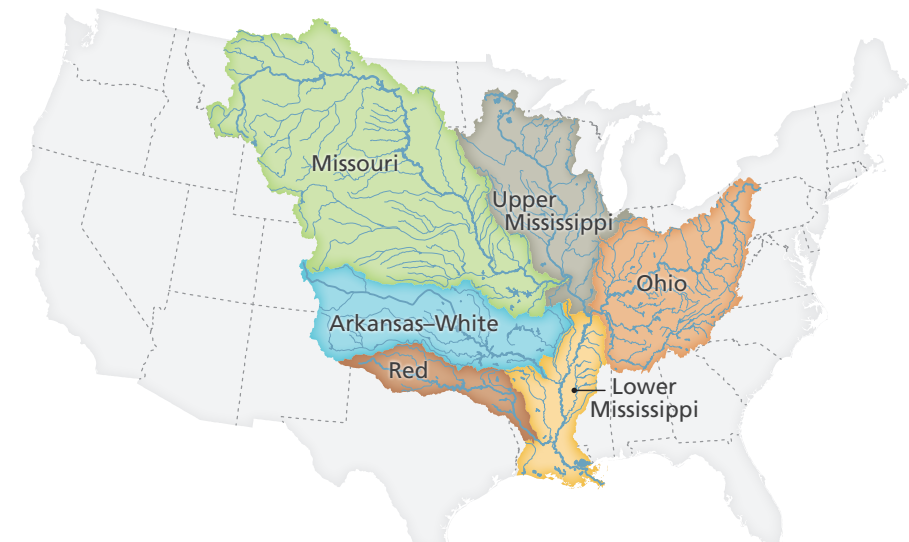 Missouri
Upper
Mississippi
Ohio
Arkansas–White
Red
Lower
Mississippi